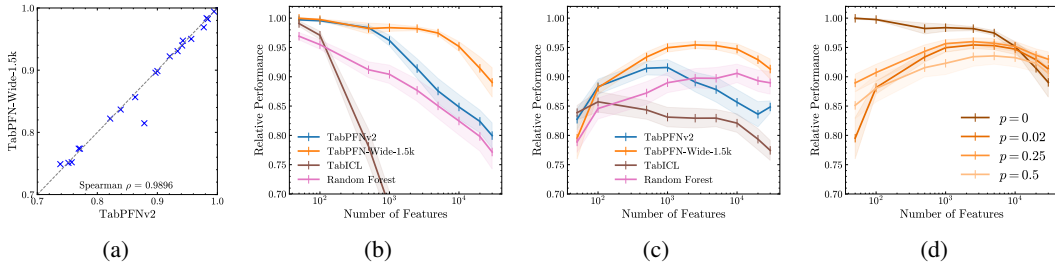 TabPFN-Wide-1.5k
1.0
0.9
0.8
0.7
0.7
0.8
0.9
1.0
Spearman ρ = 0.9896
TabPFNv2
(a)
Relative Performance
1.00
0.95
0.90
0.85
0.80
0.75
0.70
TabPFNv2
TabPFN-Wide-1.5k
TabICL
Random Forest
10²
10³
10⁴
Number of Features
(b)
Relative Performance
1.00
0.95
0.90
0.85
0.80
0.75
0.70
TabPFNv2
TabPFN-Wide-1.5k
TabICL
Random Forest
10²
10³
10⁴
Number of Features
(c)
Relative Performance
1.00
0.95
0.90
0.85
0.80
0.75
0.70
p = 0
p = 0.02
p = 0.25
p = 0.5
10²
10³
10⁴
Number of Features
(d)